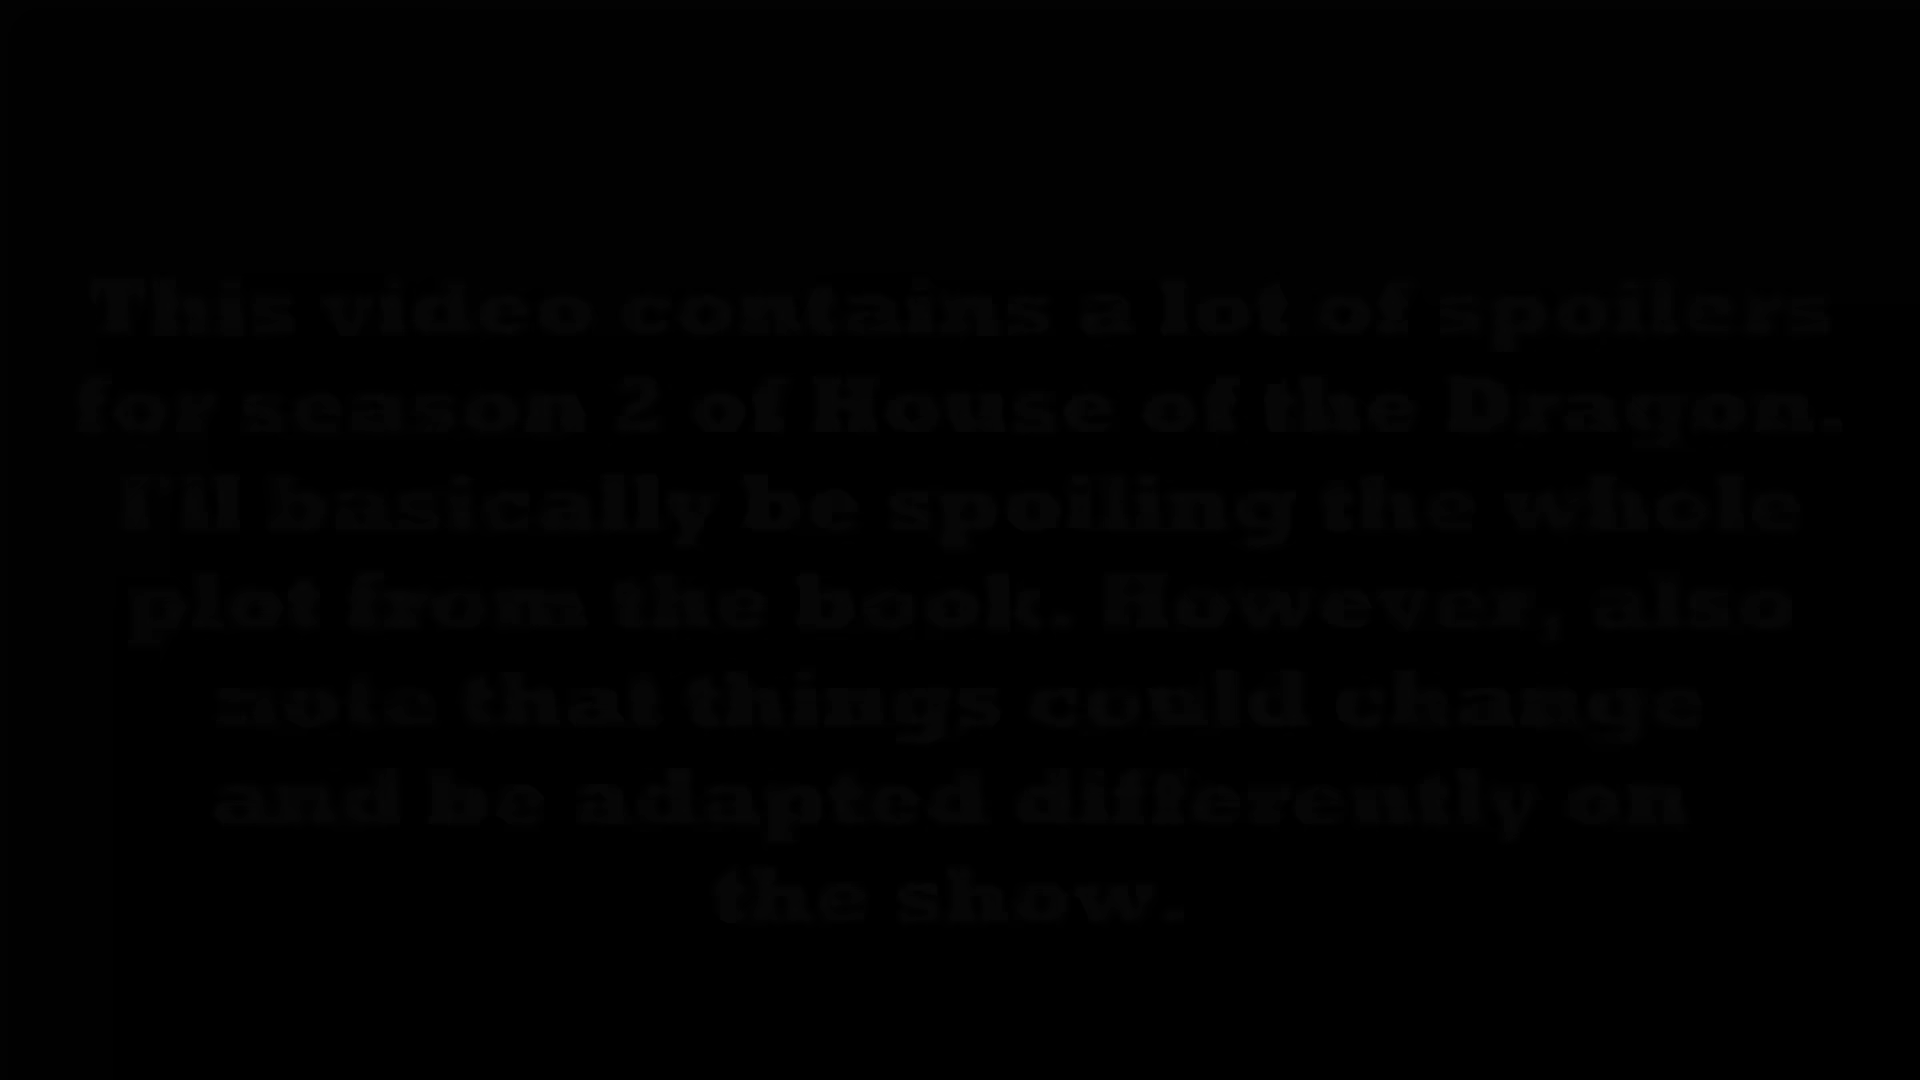 This video contains a lot of spoilers
for season 2 of House of the Dragon.
I'll basically be spoiling the whole
plot from the book. However, also
note that things could change
and be adapted differently on
the show.